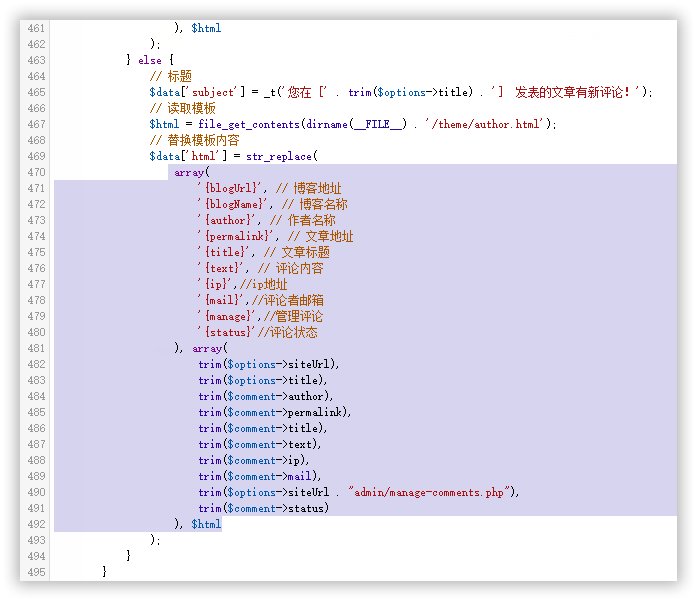 461 ), $html
462 );
463 } else {
464 // 标题
465 $data['subject'] = _t('您在 [' . trim($options->title) . '] 发表的文章有新评论！');
466 // 读取模板
467 $html = file_get_contents(dirname(__FILE__) . '/theme/author.html');
468 // 替换模板内容
469 $data['html'] = str_replace(
470 array(
471 '{blogUrl}', // 博客地址
472 '{blogName}', // 博客名称
473 '{author}', // 作者名称
474 '{permalink}', // 文章地址
475 '{title}', // 文章标题
476 '{text}', // 评论内容
477 '{ip}',//ip地址
478 '{mail}',//评论者邮箱
479 '{manage}',//管理评论
480 '{status}'//评论状态
481 ), array(
482 trim($options->siteUrl),
483 trim($options->title),
484 trim($comment->author),
485 trim($comment->permalink),
486 trim($comment->title),
487 trim($comment->text),
488 trim($comment->ip),
489 trim($comment->mail),
490 trim($options->siteUrl . "admin/manage-comments.php"),
491 trim($comment->status)
492 ), $html
493 );
494 }
495 }